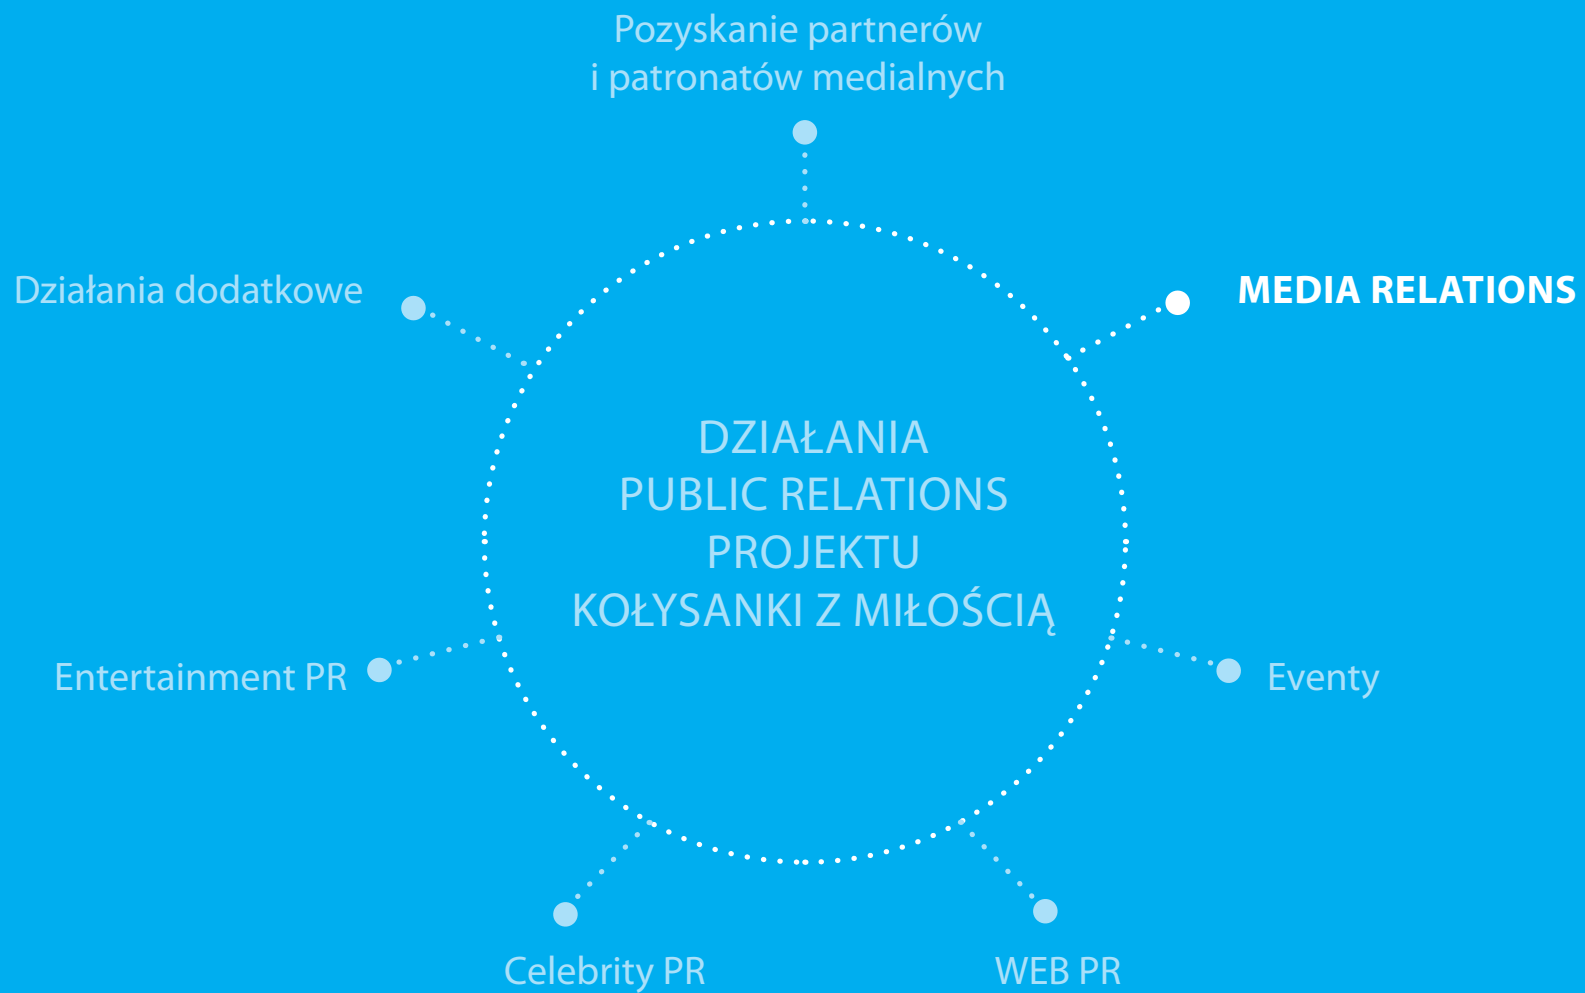 Pozyskanie partnerów
i patronatów medialnych
Działania dodatkowe
MEDIA RELATIONS
DZIAŁANIA
PUBLIC RELATIONS
PROJEKTU
KOŁYSANKI Z MIŁOŚCIĄ
Entertainment PR
Eventy
Celebrity PR
WEB PR